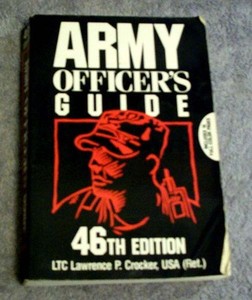 ARMY
OFFICER'S
GUIDE
46TH EDITION
LTC Lawrence P. Crocker, USA (Ret.)